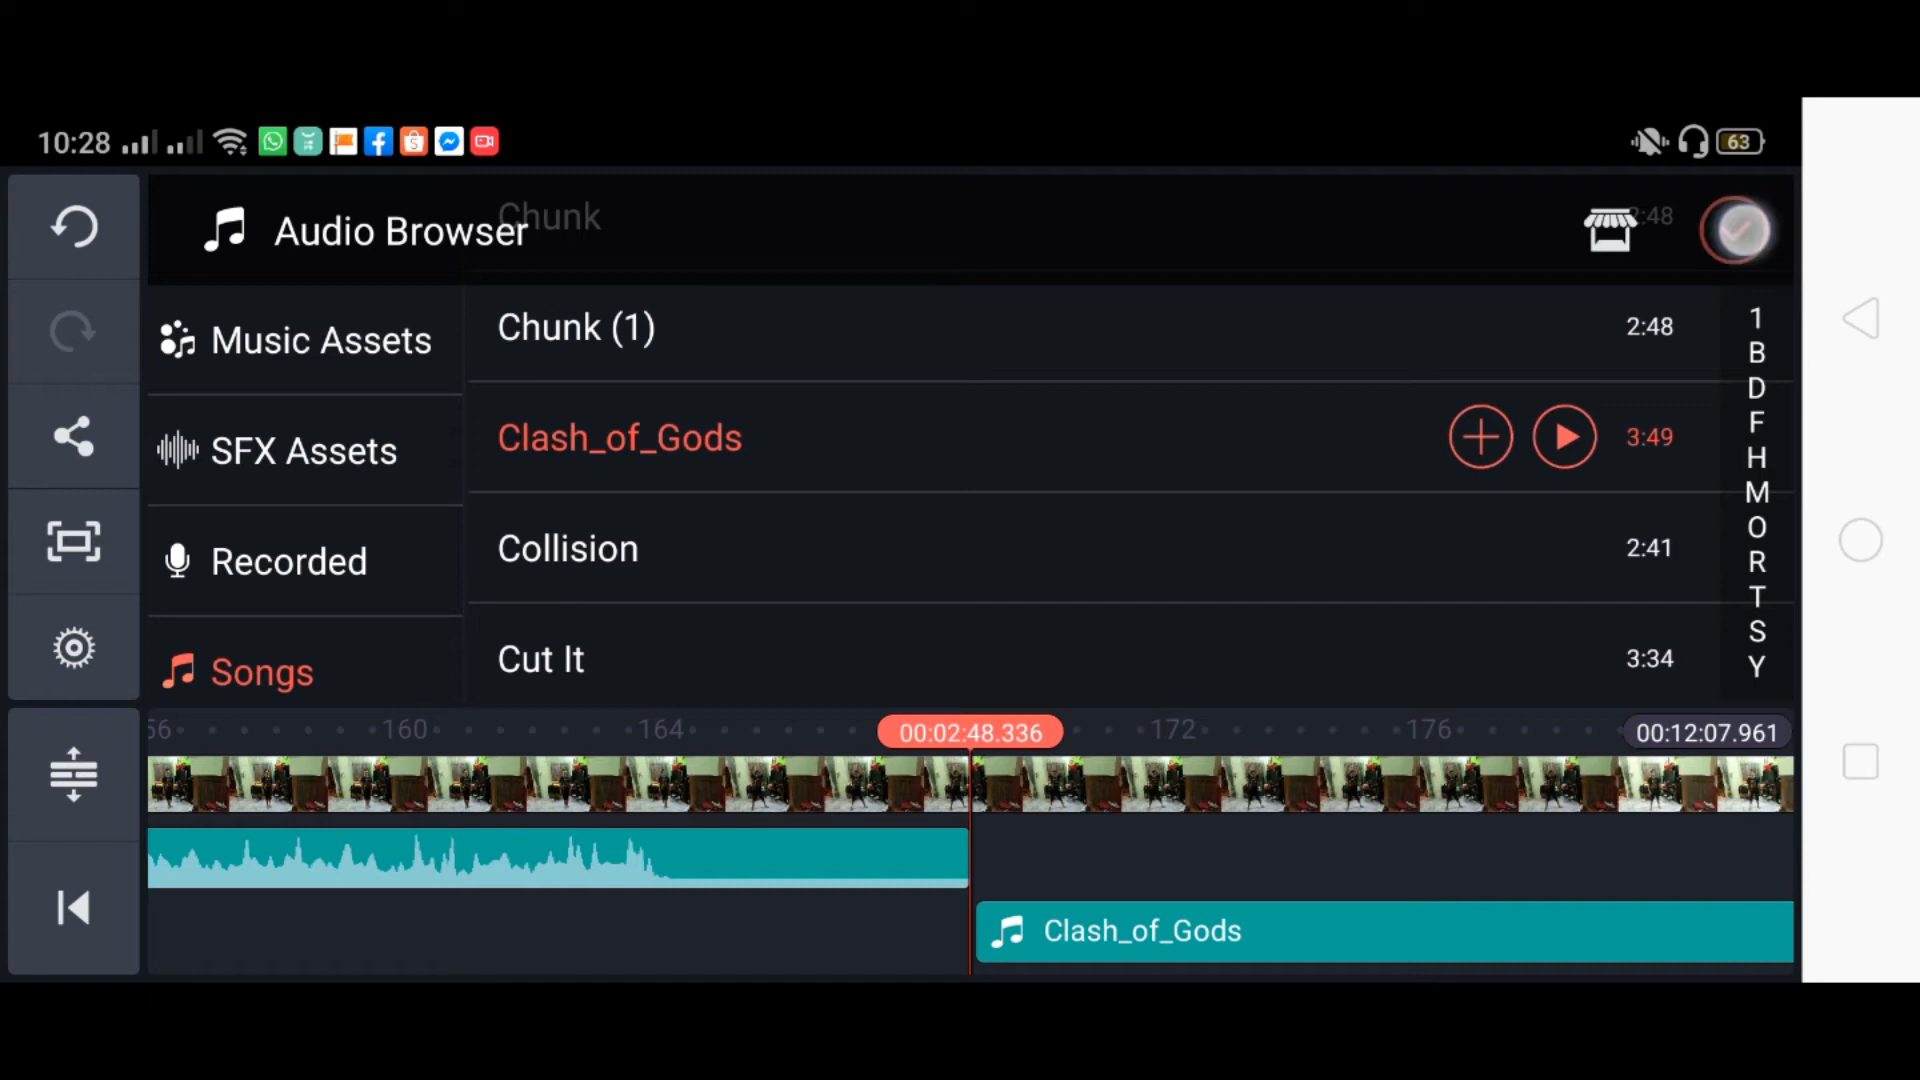 10:28
63
Chunk
2:48
Audio Browser
Music Assets
SFX Assets
Recorded
Songs
Chunk (1)
2:48
Clash_of_Gods
3:49
Collision
2:41
Cut It
3:34
1
B
D
F
H
M
O
R
T
S
Y
56
160
164
00:02:48.336
172
176
00:12:07.961
Clash_of_Gods